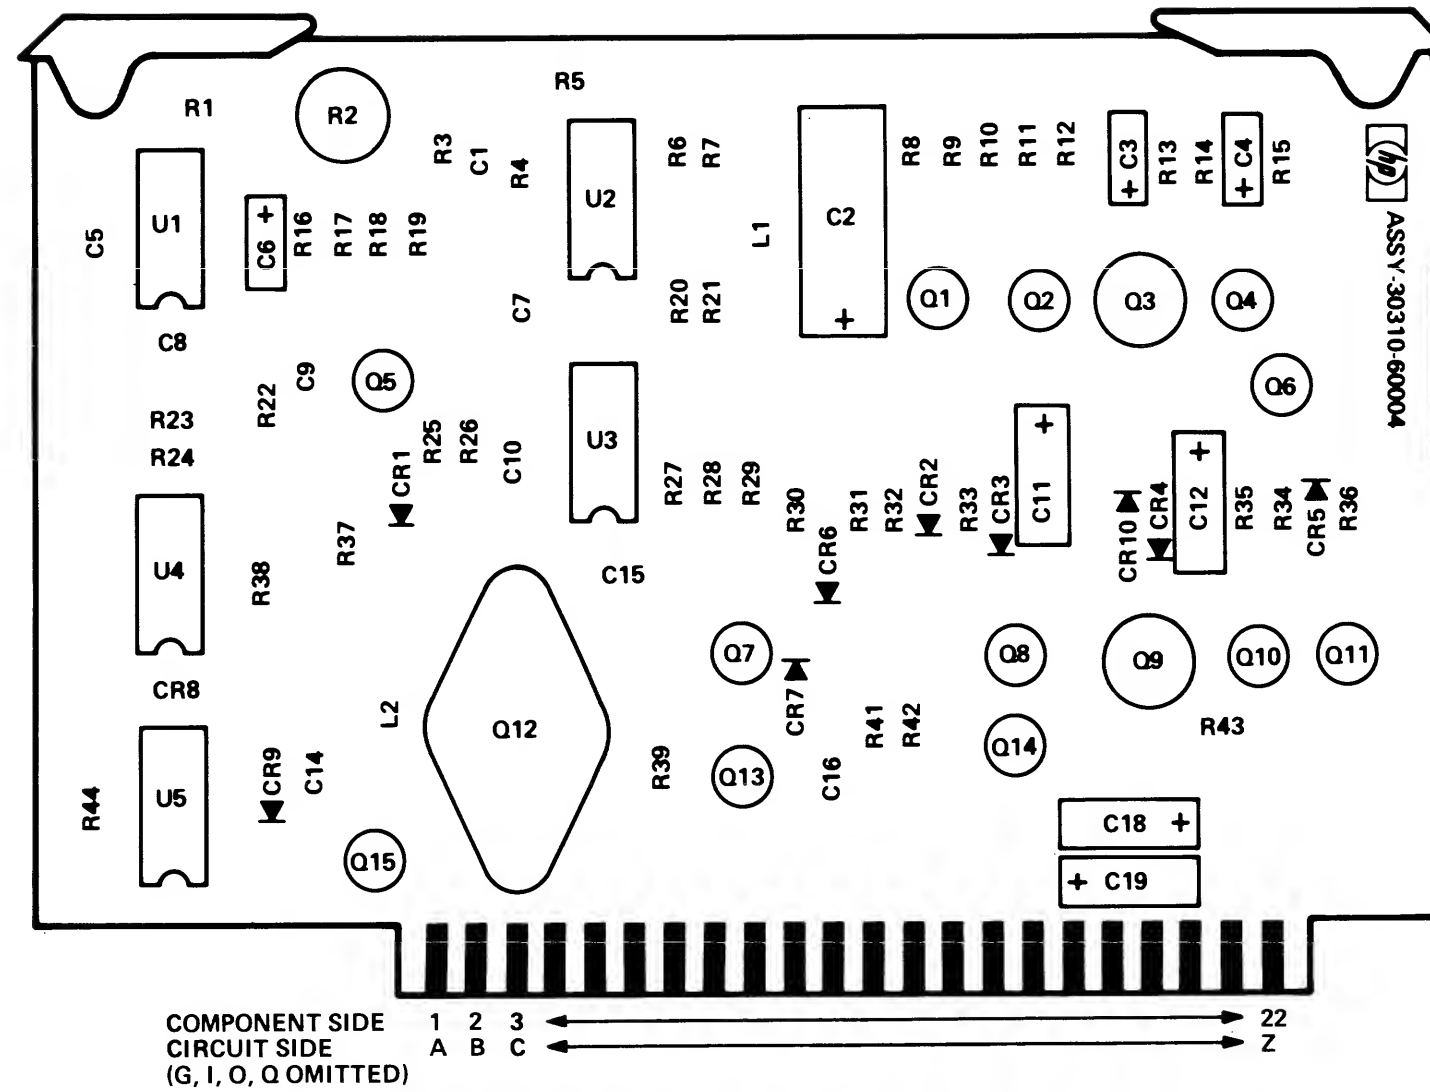 R5
R1
R2
R3
C1
R4
R6
R7
R8
R9
R10
R11
R12
+ C3
R13
R14
+ C4
R15
hp
ASSY-30310-60004
U1
U2
C2
+
L1
C5
C6 +
R16
R17
R18
R19
C7
R20
R21
Q1
Q2
Q3
Q4
C8
C9
Q5
Q6
R22
R23
R24
R25
R26
CR1
C10
U3
R27
R28
R29
R30
R31
R32
CR2
R33
CR3
C11 +
CR10
CR4
C12 +
R35
R34
CR5
R36
R37
R38
U4
C15
CR6
Q7
CR7
Q8
Q9
Q10
Q11
CR8
L2
Q12
R39
Q13
C16
R41
R42
Q14
R43
R44
U5
CR9
C14
Q15
C18 +
+ C19
COMPONENT SIDE 1 2 3 22
CIRCUIT SIDE A B C Z
(G, I, O, Q OMITTED)